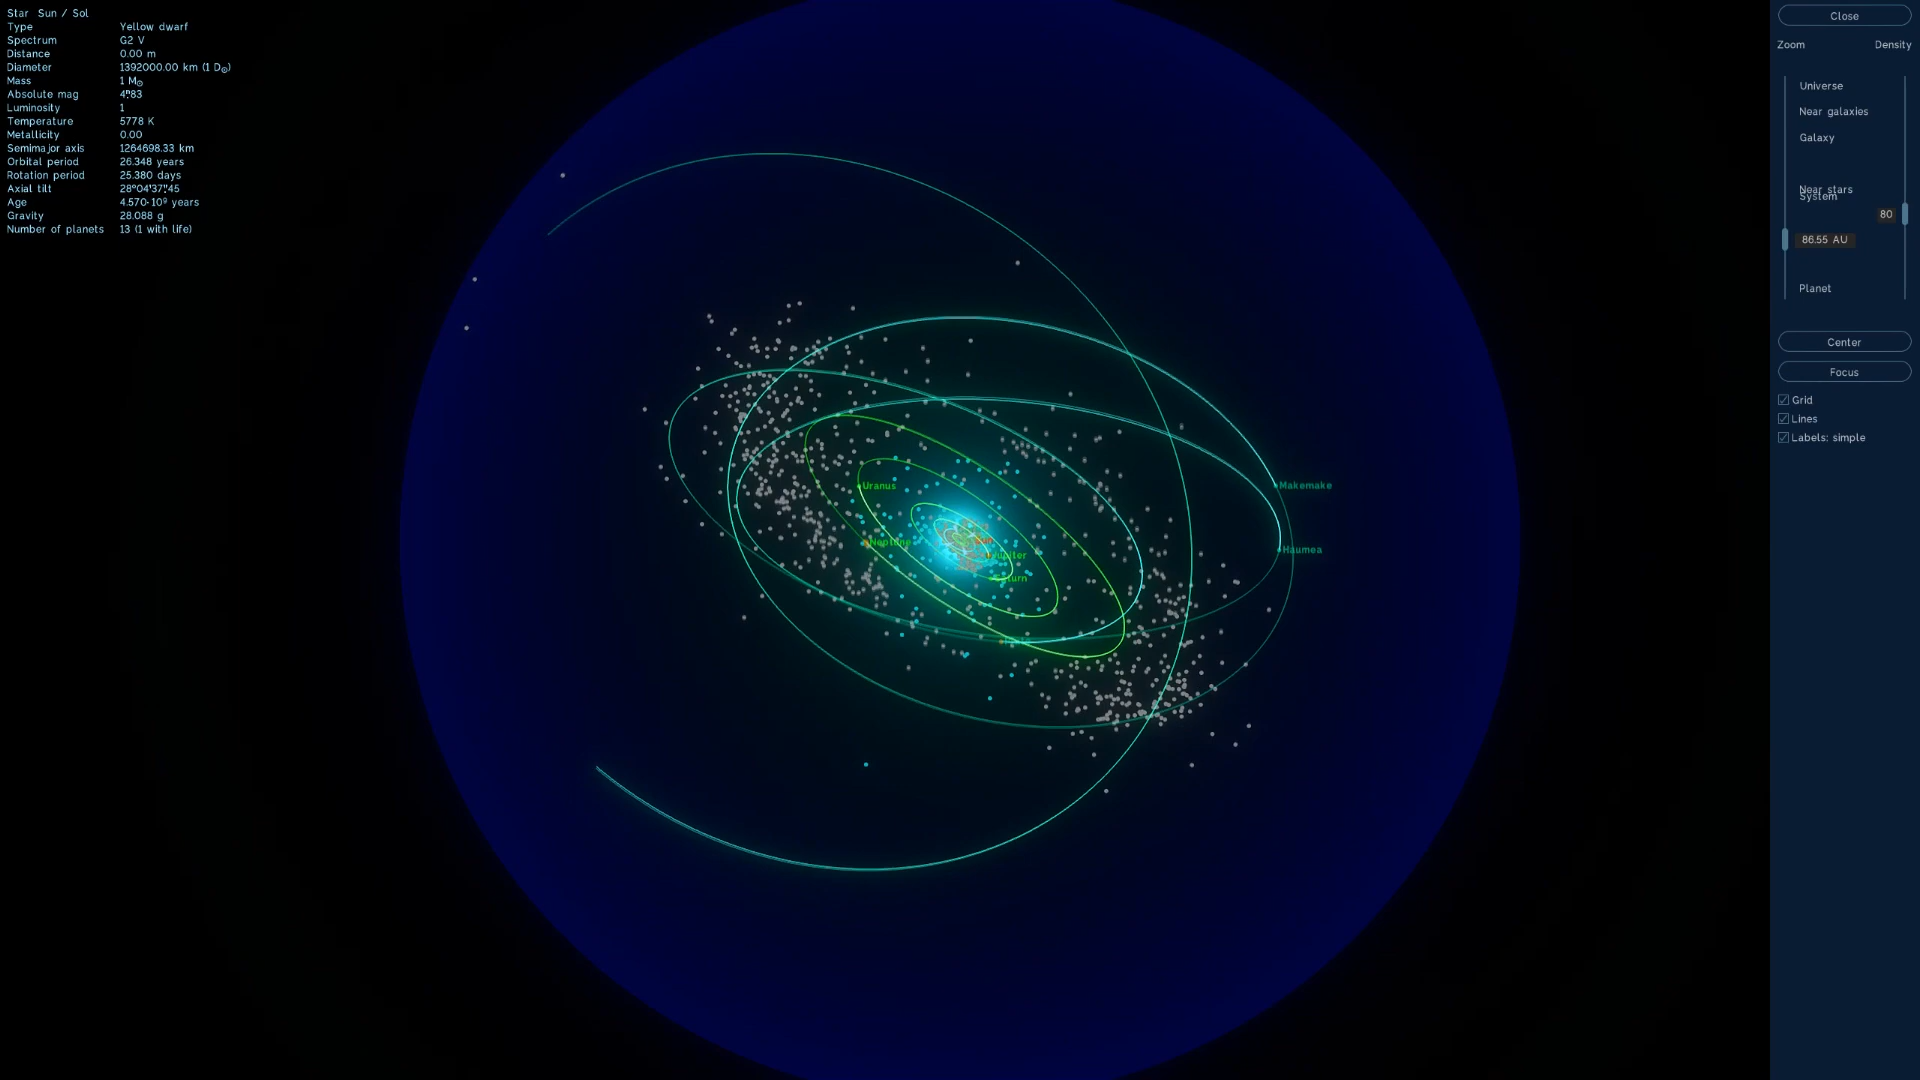 Star Sun / Sol
Type Yellow dwarf
Spectrum G2 V
Distance 0.00 m
Diameter 1392000.00 km (1 D☉)
Mass 1 M☉
Absolute mag 4ᵐ83
Luminosity 1
Temperature 5778 K
Metallicity 0.00
Semimajor axis 1264698.33 km
Orbital period 26.348 years
Rotation period 25.380 days
Axial tilt 28°04'37"45
Age 4.570·10⁹ years
Gravity 28.088 g
Number of planets 13 (1 with life)
Uranus
Makemake
Neptune
Jupiter
Haumea
Saturn
Close
Zoom Density
Universe
Near galaxies
Galaxy
Near stars
System
80
86.55 AU
Planet
Center
Focus
Grid
Lines
Labels: simple